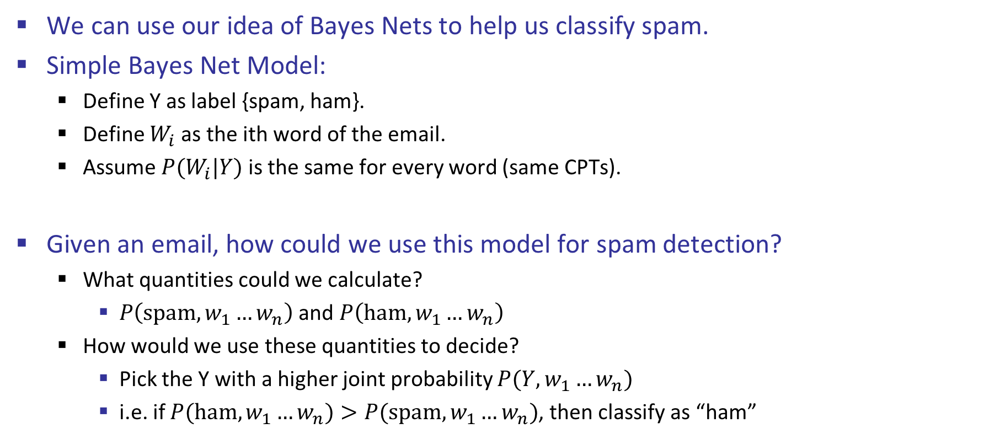 ▪ We can use our idea of Bayes Nets to help us classify spam.
▪ Simple Bayes Net Model:
▪ Define Y as label {spam, ham}.
▪ Define $W_i$ as the ith word of the email.
▪ Assume $P(W_i|Y)$ is the same for every word (same CPTs).
▪ Given an email, how could we use this model for spam detection?
▪ What quantities could we calculate?
▪ $P(\text{spam}, w_1 \ldots w_n)$ and $P(\text{ham}, w_1 \ldots w_n)$
▪ How would we use these quantities to decide?
▪ Pick the Y with a higher joint probability $P(Y, w_1 \ldots w_n)$
▪ i.e. if $P(\text{ham}, w_1 \ldots w_n) > P(\text{spam}, w_1 \ldots w_n)$, then classify as “ham”